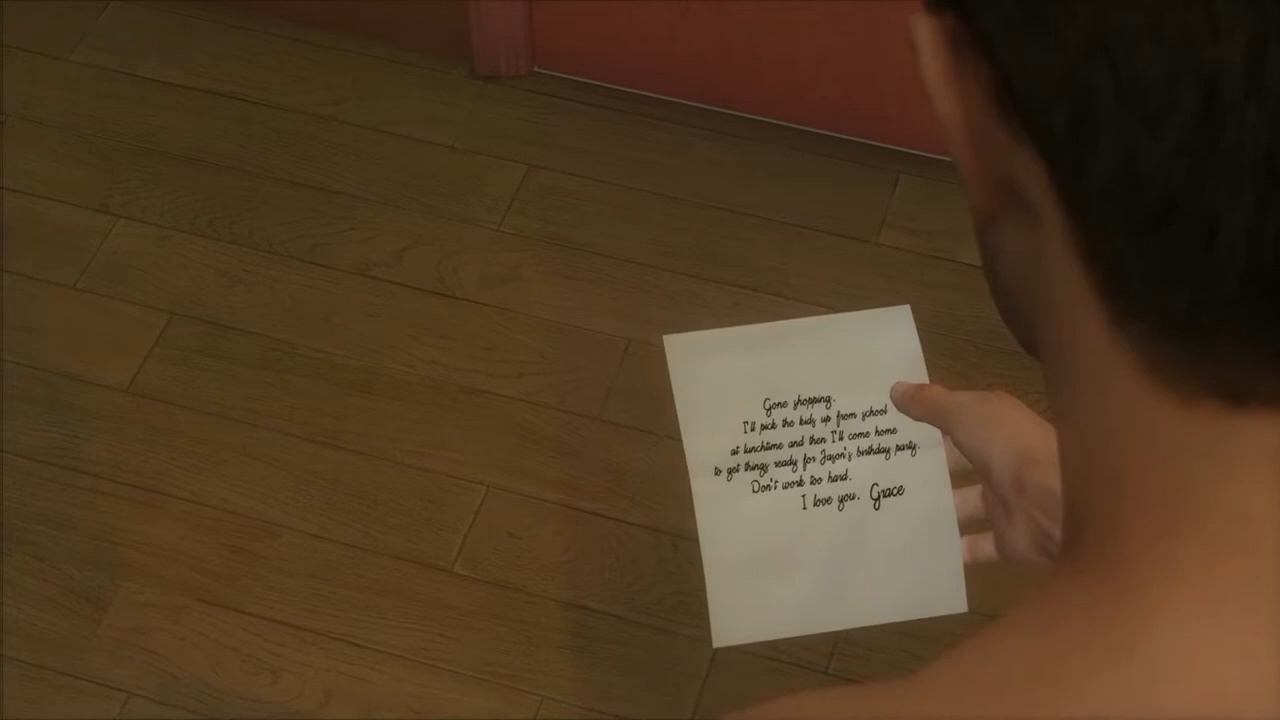 Gone shopping.
I'll pick the kids up from school
at lunchtime and then I'll come home
to get things ready for Jason's birthday party.
Don't work too hard.
I love you. Grace